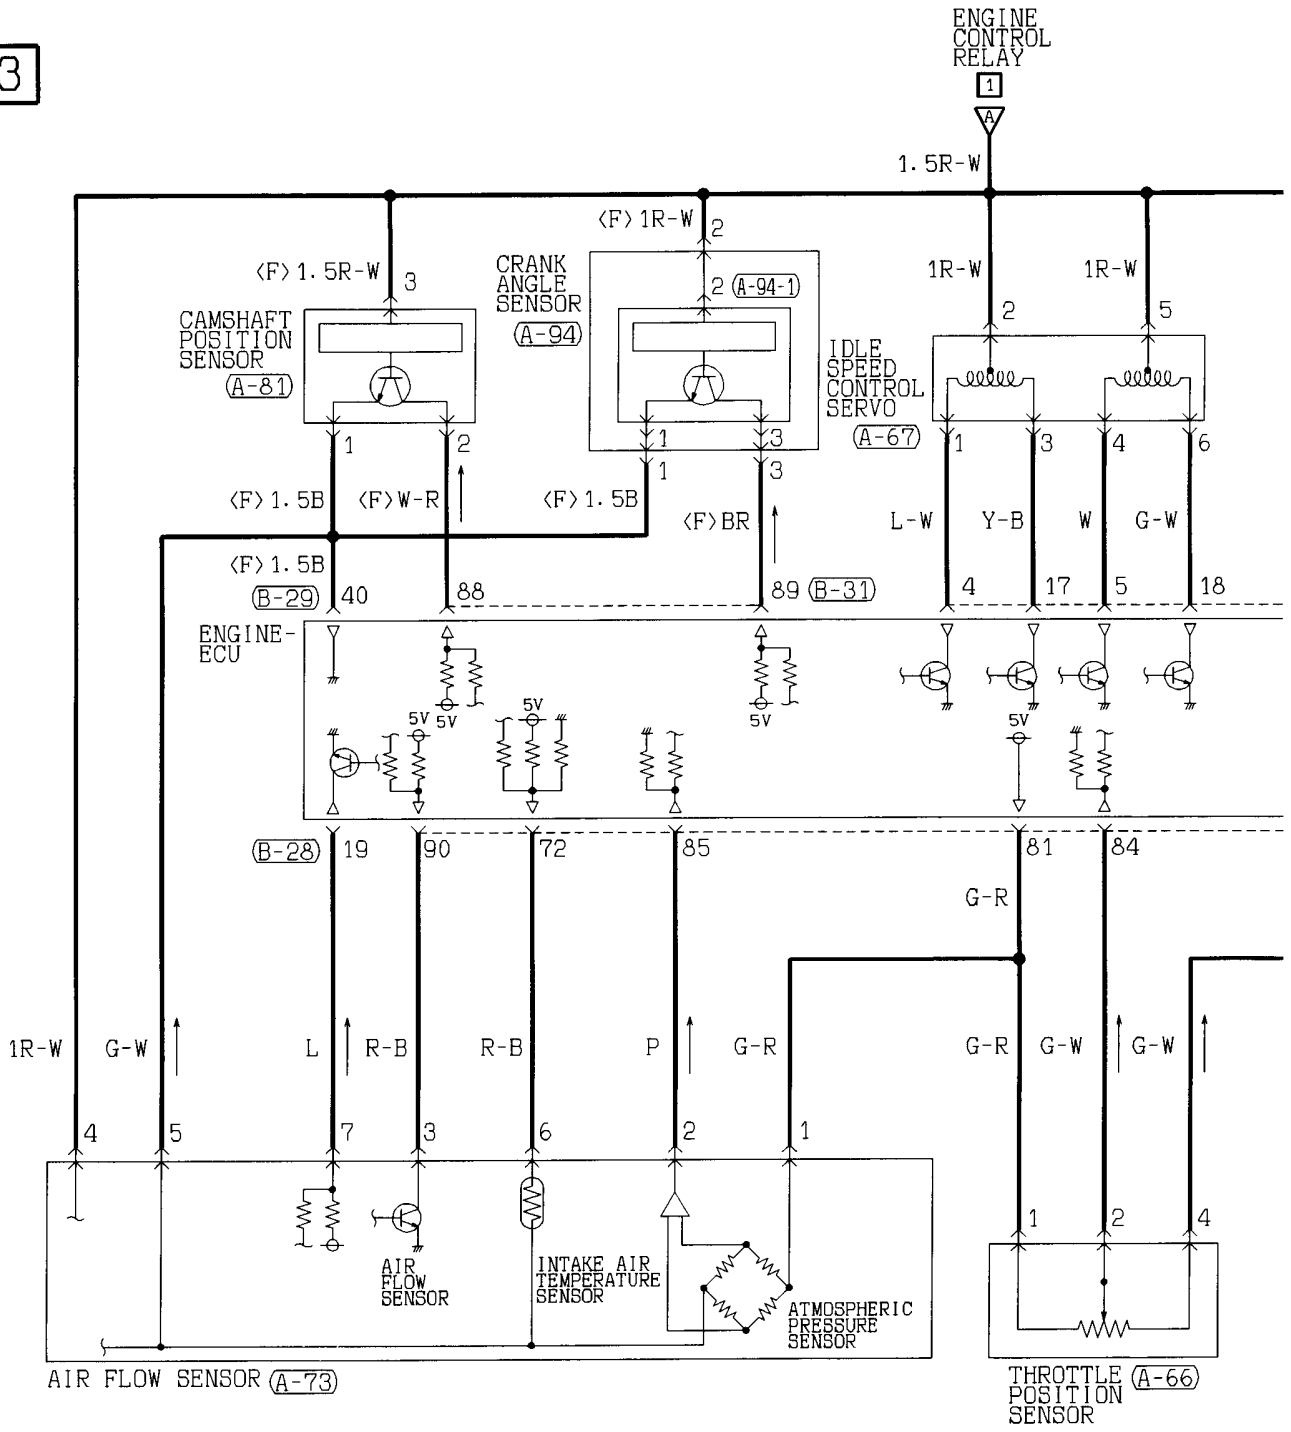 3
ENGINE
CONTROL
RELAY
1
A
1.5R-W
<F>1R-W
2
<F>1.5R-W
3
CRANK
ANGLE
SENSOR
A-94
2
A-94-1
1R-W
1R-W
2
5
CAMSHAFT
POSITION
SENSOR
A-81
IDLE
SPEED
CONTROL
SERVO
A-67
1
2
1
3
1
3
1
3
4
6
<F>1.5B
<F>W-R
<F>1.5B
<F>BR
L-W
Y-B
W
G-W
<F>1.5B
B-29
40
88
89
B-31
4
17
5
18
ENGINE-
ECU
5V
5V
5V
5V
5V
B-28
19
90
72
85
81
84
G-R
1R-W
G-W
L
R-B
R-B
P
G-R
G-R
G-W
G-W
4
5
7
3
6
2
1
1
2
4
AIR
FLOW
SENSOR
INTAKE AIR
TEMPERATURE
SENSOR
ATMOSPHERIC
PRESSURE
SENSOR
AIR FLOW SENSOR A-73
THROTTLE A-66
POSITION
SENSOR